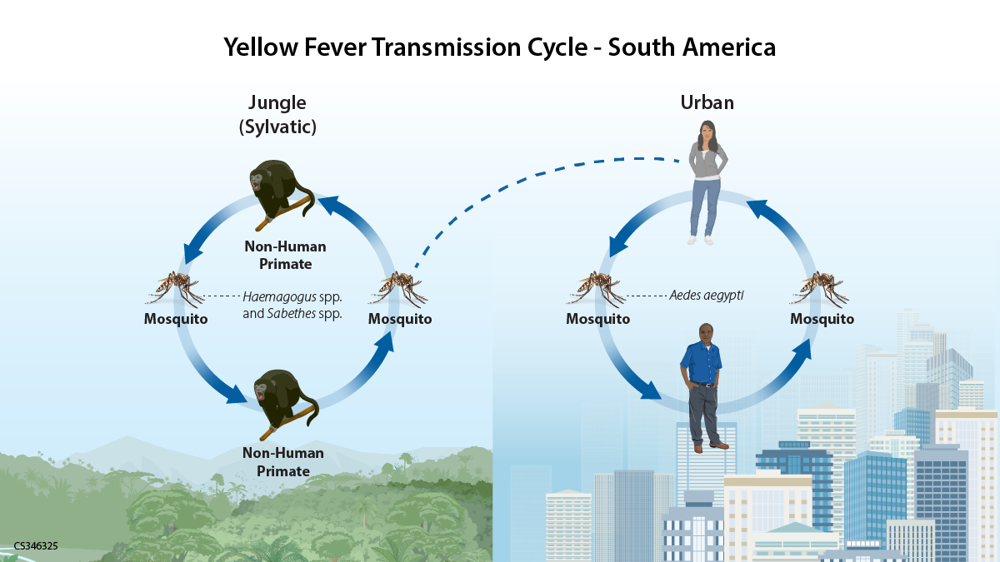 Yellow Fever Transmission Cycle - South America
Jungle
(Sylvatic)
Non-Human
Primate
Mosquito
Haemagogus spp.
and Sabethes spp.
Mosquito
Non-Human
Primate
Urban
Mosquito
Aedes aegypti
Mosquito
CS346325